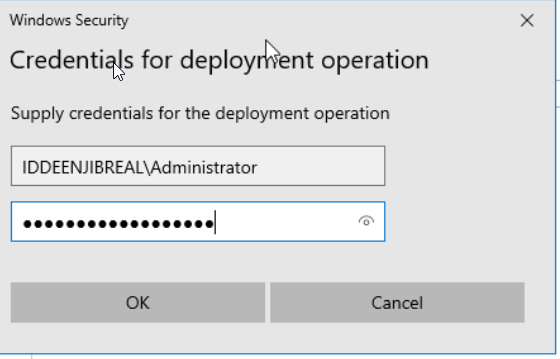 Windows Security
Credentials for deployment operation
Supply credentials for the deployment operation
IDDEENJIBREAL\Administrator
●●●●●●●●●●●●●●●●●●
OK
Cancel